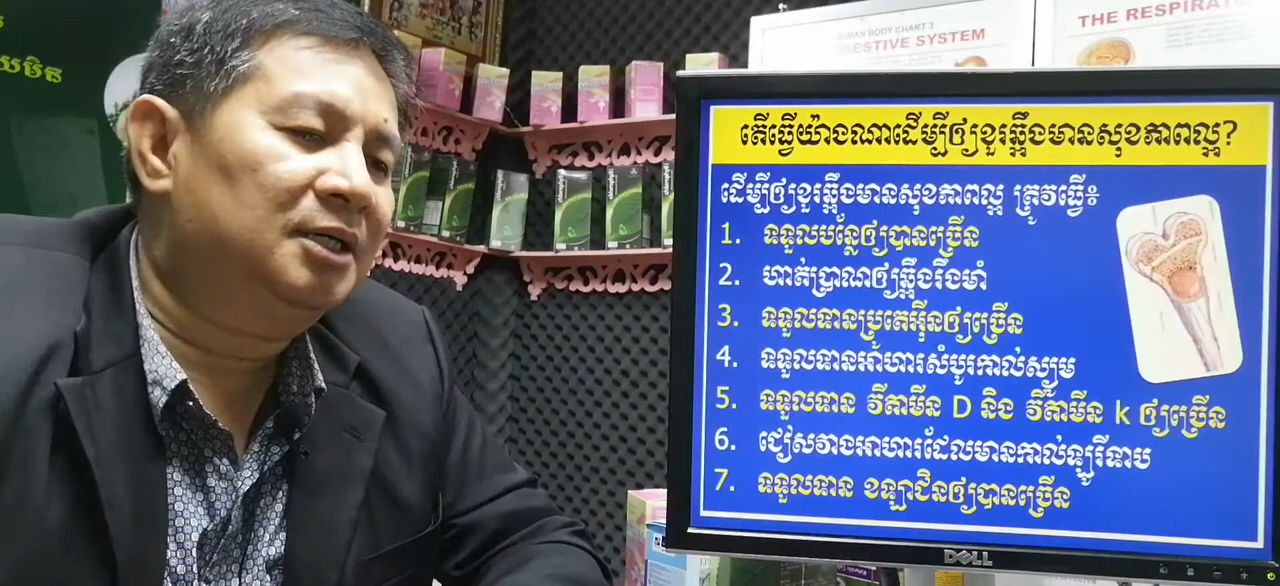 យមិត
HUMAN BODY CHART 3
DIGESTIVE SYSTEM
THE RESPIRAT
តើធ្វើយ៉ាងណាដើម្បីឲ្យខួរឆ្អឹងមានសុខភាពល្អ?
ដើម្បីឲ្យខួរឆ្អឹងមានសុខភាពល្អ ត្រូវធ្វើ៖
1. ទទួលបន្លែឲ្យបានច្រើន
2. ហាត់ប្រាណឲ្យឆ្អឹងរឹងមាំ
3. ទទួលទានប្រូតេអ៊ីនឲ្យច្រើន
4. ទទួលទានអាហារសំបូរកាល់ស្យូម
5. ទទួលទាន វីតាមីន D និង វីតាមីន k ឲ្យច្រើន
6. ជៀសវាងអាហារដែលមានកាល់ឡូរីទាប
7. ទទួលទាន ខឡាជិនឲ្យបានច្រើន
DELL